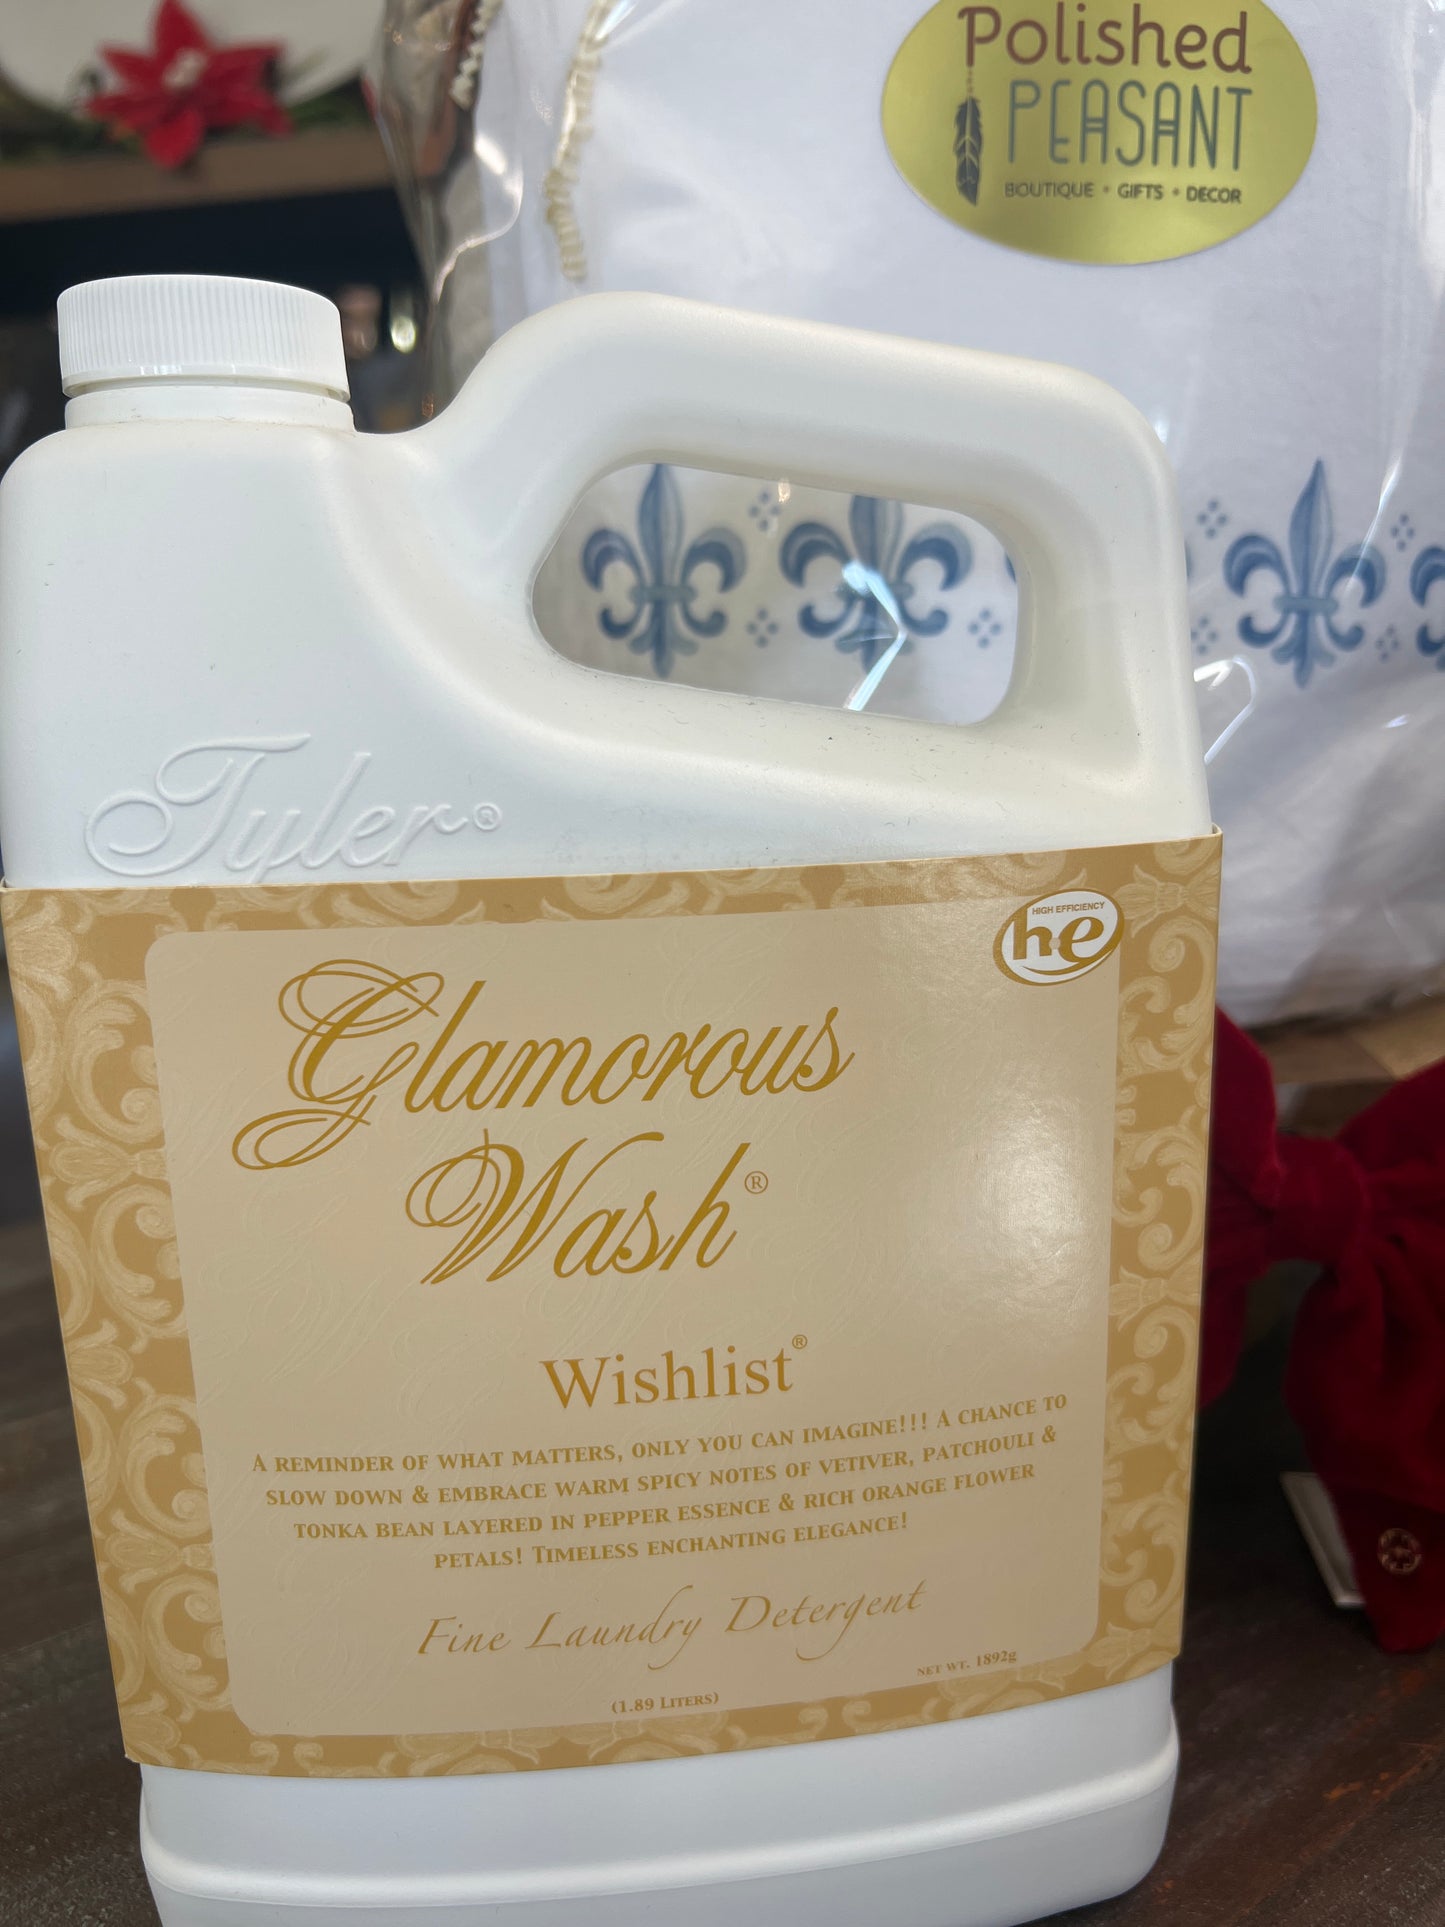 Polished
PEASANT
BOUTIQUE • GIFTS • DECOR
Tyler®
HIGH EFFICIENCY
he
Glamorous
Wash®
Wishlist®
A REMINDER OF WHAT MATTERS, ONLY YOU CAN IMAGINE!!! A CHANCE TO
SLOW DOWN & EMBRACE WARM SPICY NOTES OF VETIVER, PATCHOULI &
TONKA BEAN LAYERED IN PEPPER ESSENCE & RICH ORANGE FLOWER
PETALS! TIMELESS ENCHANTING ELEGANCE!
Fine Laundry Detergent
NET WT. 1892g
(1.89 LITERS)